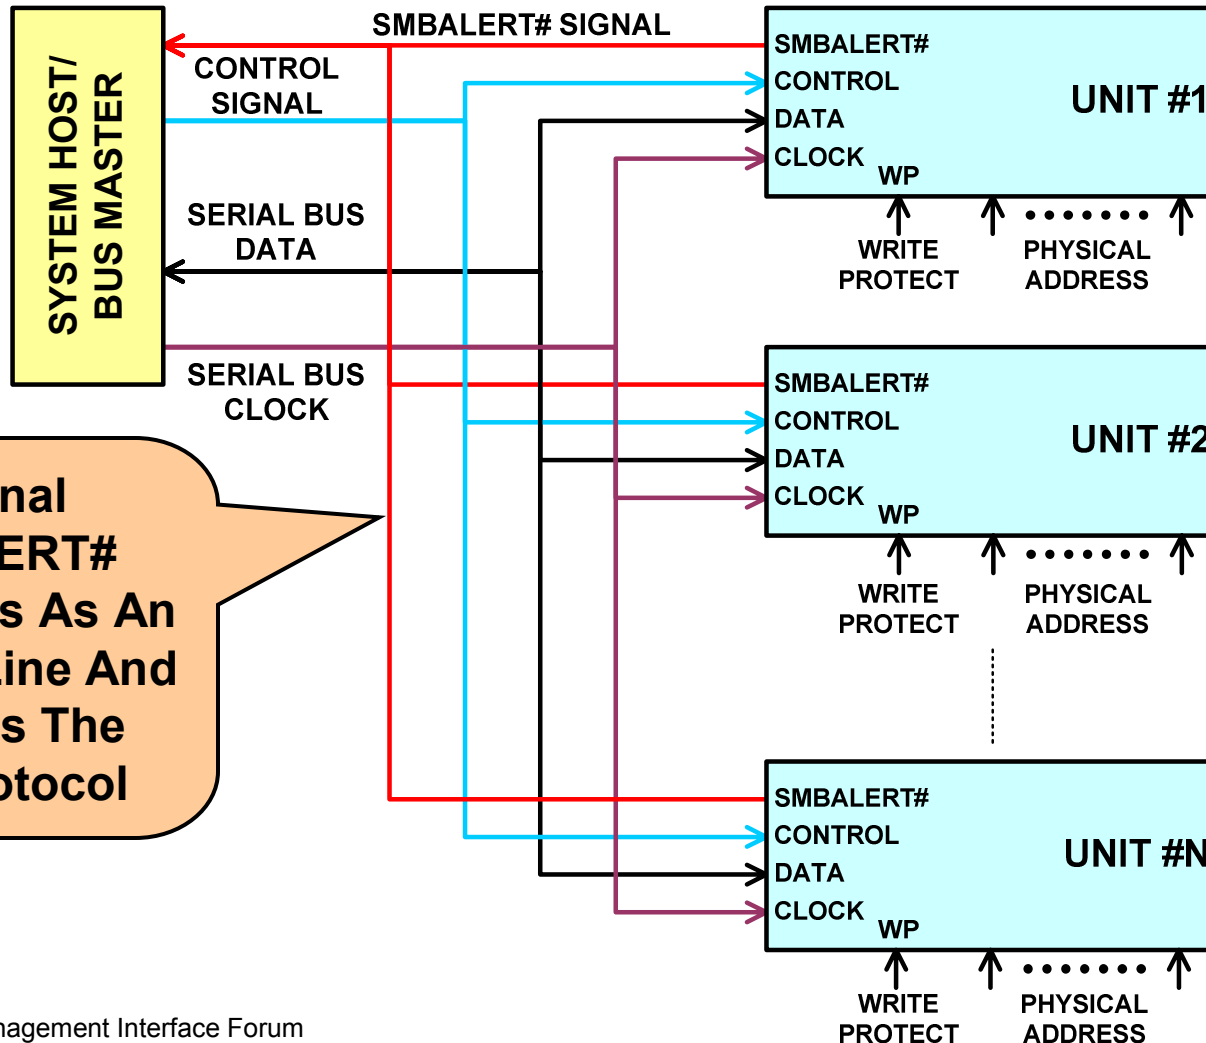 SMBALERT# SIGNAL
SYSTEM HOST/
BUS MASTER
CONTROL
SIGNAL
SERIAL BUS
DATA
SERIAL BUS
CLOCK
SMBALERT#
CONTROL
DATA
CLOCK
WP
UNIT #1
WRITE
PROTECT
PHYSICAL
ADDRESS
SMBALERT#
CONTROL
DATA
CLOCK
WP
UNIT #2
WRITE
PROTECT
PHYSICAL
ADDRESS
nal
ERT#
s As An
ine And
s The
otocol
SMBALERT#
CONTROL
DATA
CLOCK
WP
UNIT #N
WRITE
PROTECT
PHYSICAL
ADDRESS
nagement Interface Forum